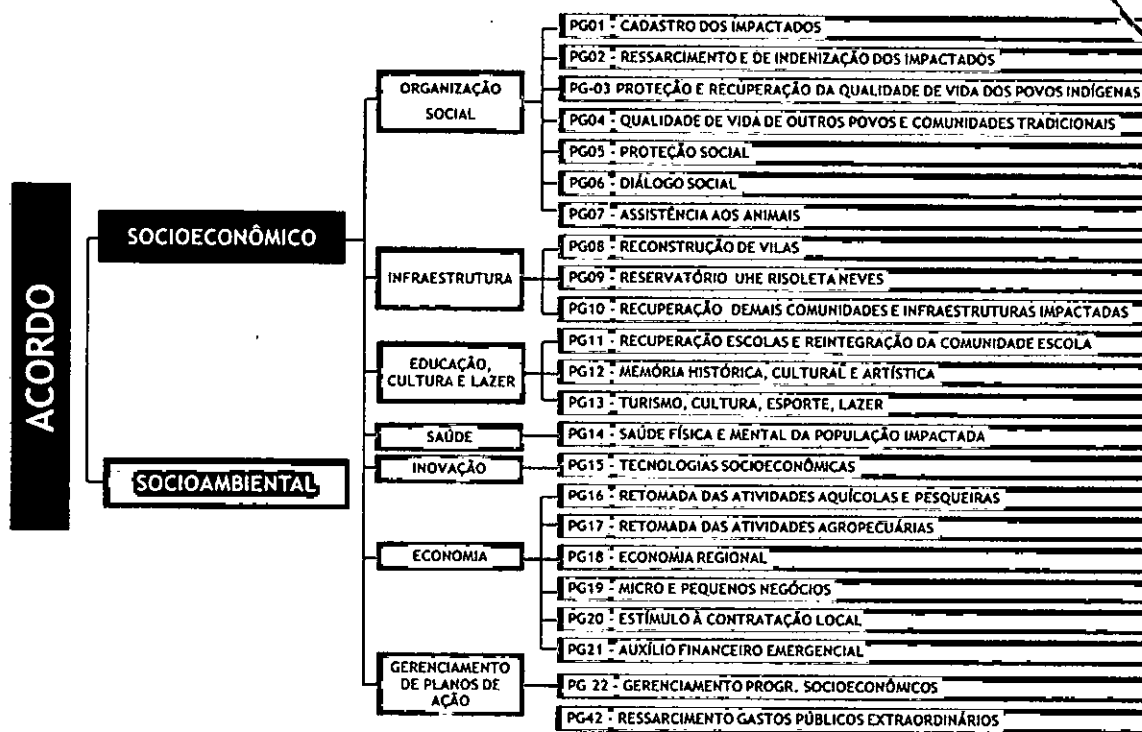 ACORDO
SOCIOECONÔMICO
SOCIOAMBIENTAL
ORGANIZAÇÃO
SOCIAL
PG01 - CADASTRO DOS IMPACTADOS
PG02 - RESSARCIMENTO E DE INDENIZAÇÃO DOS IMPACTADOS
PG-03 PROTEÇÃO E RECUPERAÇÃO DA QUALIDADE DE VIDA DOS POVOS INDÍGENAS
PG04 - QUALIDADE DE VIDA DE OUTROS POVOS E COMUNIDADES TRADICIONAIS
PG05 - PROTEÇÃO SOCIAL
PG06 - DIÁLOGO SOCIAL
PG07 - ASSISTÊNCIA AOS ANIMAIS
INFRAESTRUTURA
PG08 - RECONSTRUÇÃO DE VILAS
PG09 - RESERVATÓRIO UHE RISOLETA NEVES
PG10 - RECUPERAÇÃO DEMAIS COMUNIDADES E INFRAESTRUTURAS IMPACTADAS
EDUCAÇÃO,
CULTURA E LAZER
PG11 - RECUPERAÇÃO ESCOLAS E REINTEGRAÇÃO DA COMUNIDADE ESCOLA
PG12 - MEMÓRIA HISTÓRICA, CULTURAL E ARTÍSTICA
PG13 - TURISMO, CULTURA, ESPORTE, LAZER
SAÚDE
PG14 - SAÚDE FÍSICA E MENTAL DA POPULAÇÃO IMPACTADA
INOVAÇÃO
PG15 - TECNOLOGIAS SOCIOECONÔMICAS
ECONOMIA
PG16 - RETOMADA DAS ATIVIDADES AQUÍCOLAS E PESQUEIRAS
PG17 - RETOMADA DAS ATIVIDADES AGROPECUÁRIAS
PG18 - ECONOMIA REGIONAL
PG19 - MICRO E PEQUENOS NEGÓCIOS
PG20 - ESTÍMULO À CONTRATAÇÃO LOCAL
PG21 - AUXÍLIO FINANCEIRO EMERGENCIAL
GERENCIAMENTO
DE PLANOS DE
AÇÃO
PG 22 - GERENCIAMENTO PROGR. SOCIOECONÔMICOS
PG42 - RESSARCIMENTO GASTOS PÚBLICOS EXTRAORDINÁRIOS